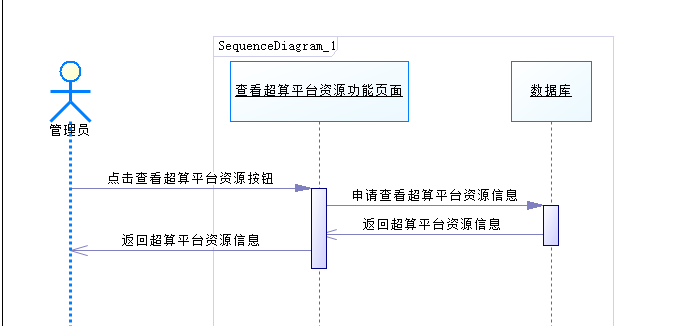 SequenceDiagram_1
管理员
查看超算平台资源功能页面
数据库
点击查看超算平台资源按钮
申请查看超算平台资源信息
返回超算平台资源信息
返回超算平台资源信息